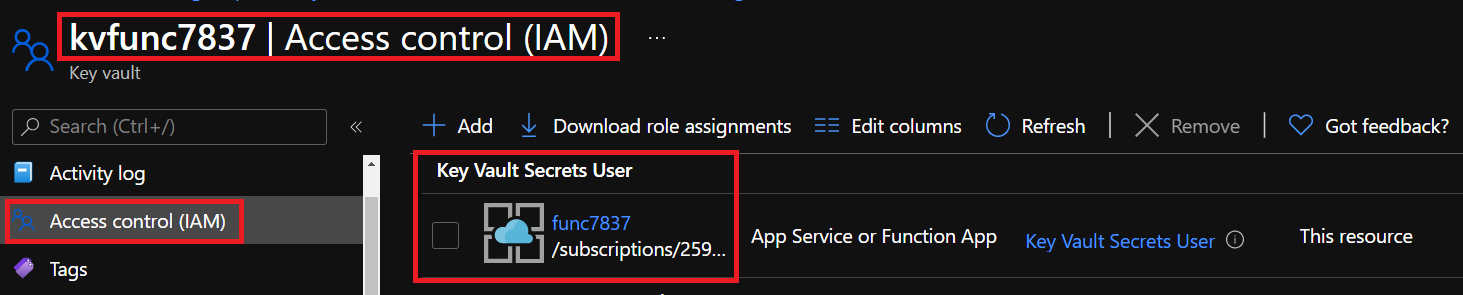 kvfunc7837 | Access control (IAM) ...
Key vault
Search (Ctrl+/) «
Add Download role assignments Edit columns Refresh Remove Got feedback?
Activity log
Access control (IAM)
Tags
Key Vault Secrets User
func7837
/subscriptions/259...
App Service or Function App
Key Vault Secrets User
This resource